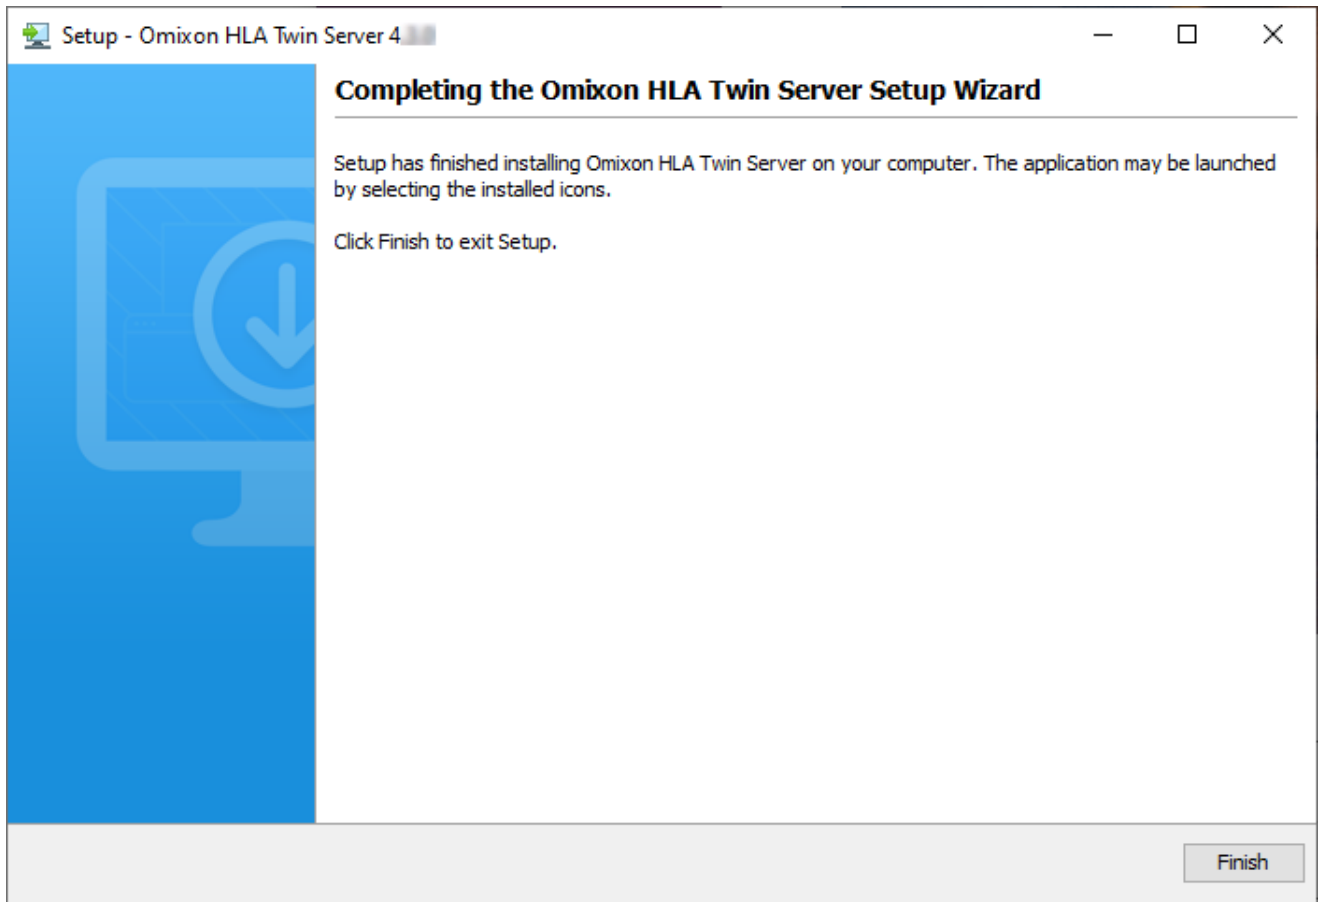 Setup - Omixon HLA Twin Server 4
Completing the Omixon HLA Twin Server Setup Wizard
Setup has finished installing Omixon HLA Twin Server on your computer. The application may be launched
by selecting the installed icons.
Click Finish to exit Setup.
Finish